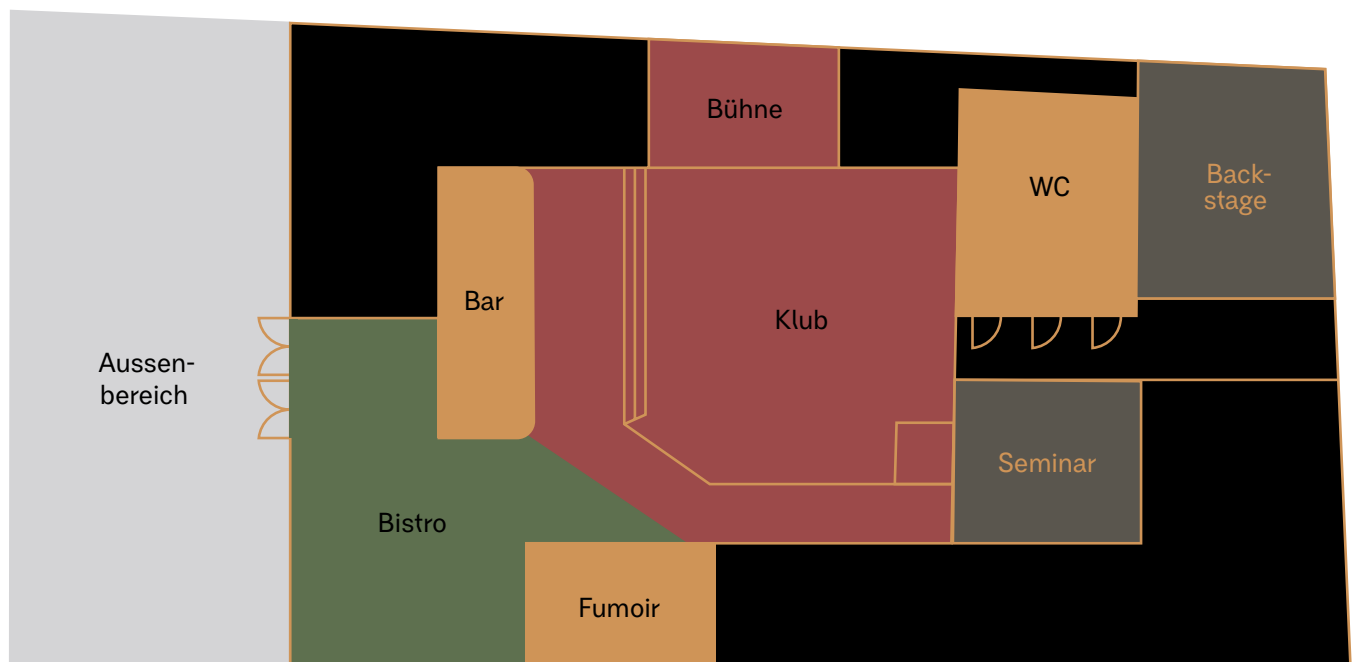 Bühne
WC
Back-
stage
Bar
Klub
Aussen-
bereich
Seminar
Bistro
Fumoir